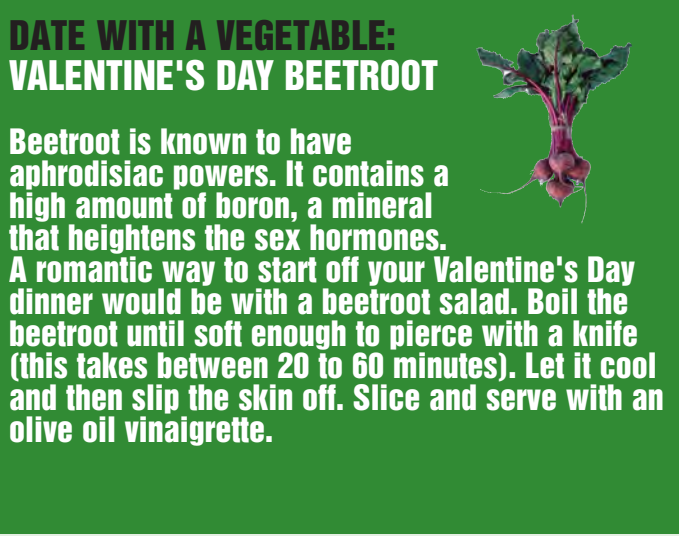 DATE WITH A VEGETABLE:
VALENTINE'S DAY BEETROOT
Beetroot is known to have
aphrodisiac powers. It contains a
high amount of boron, a mineral
that heightens the sex hormones.
A romantic way to start off your Valentine's Day
dinner would be with a beetroot salad. Boil the
beetroot until soft enough to pierce with a knife
(this takes between 20 to 60 minutes). Let it cool
and then slip the skin off. Slice and serve with an
olive oil vinaigrette.